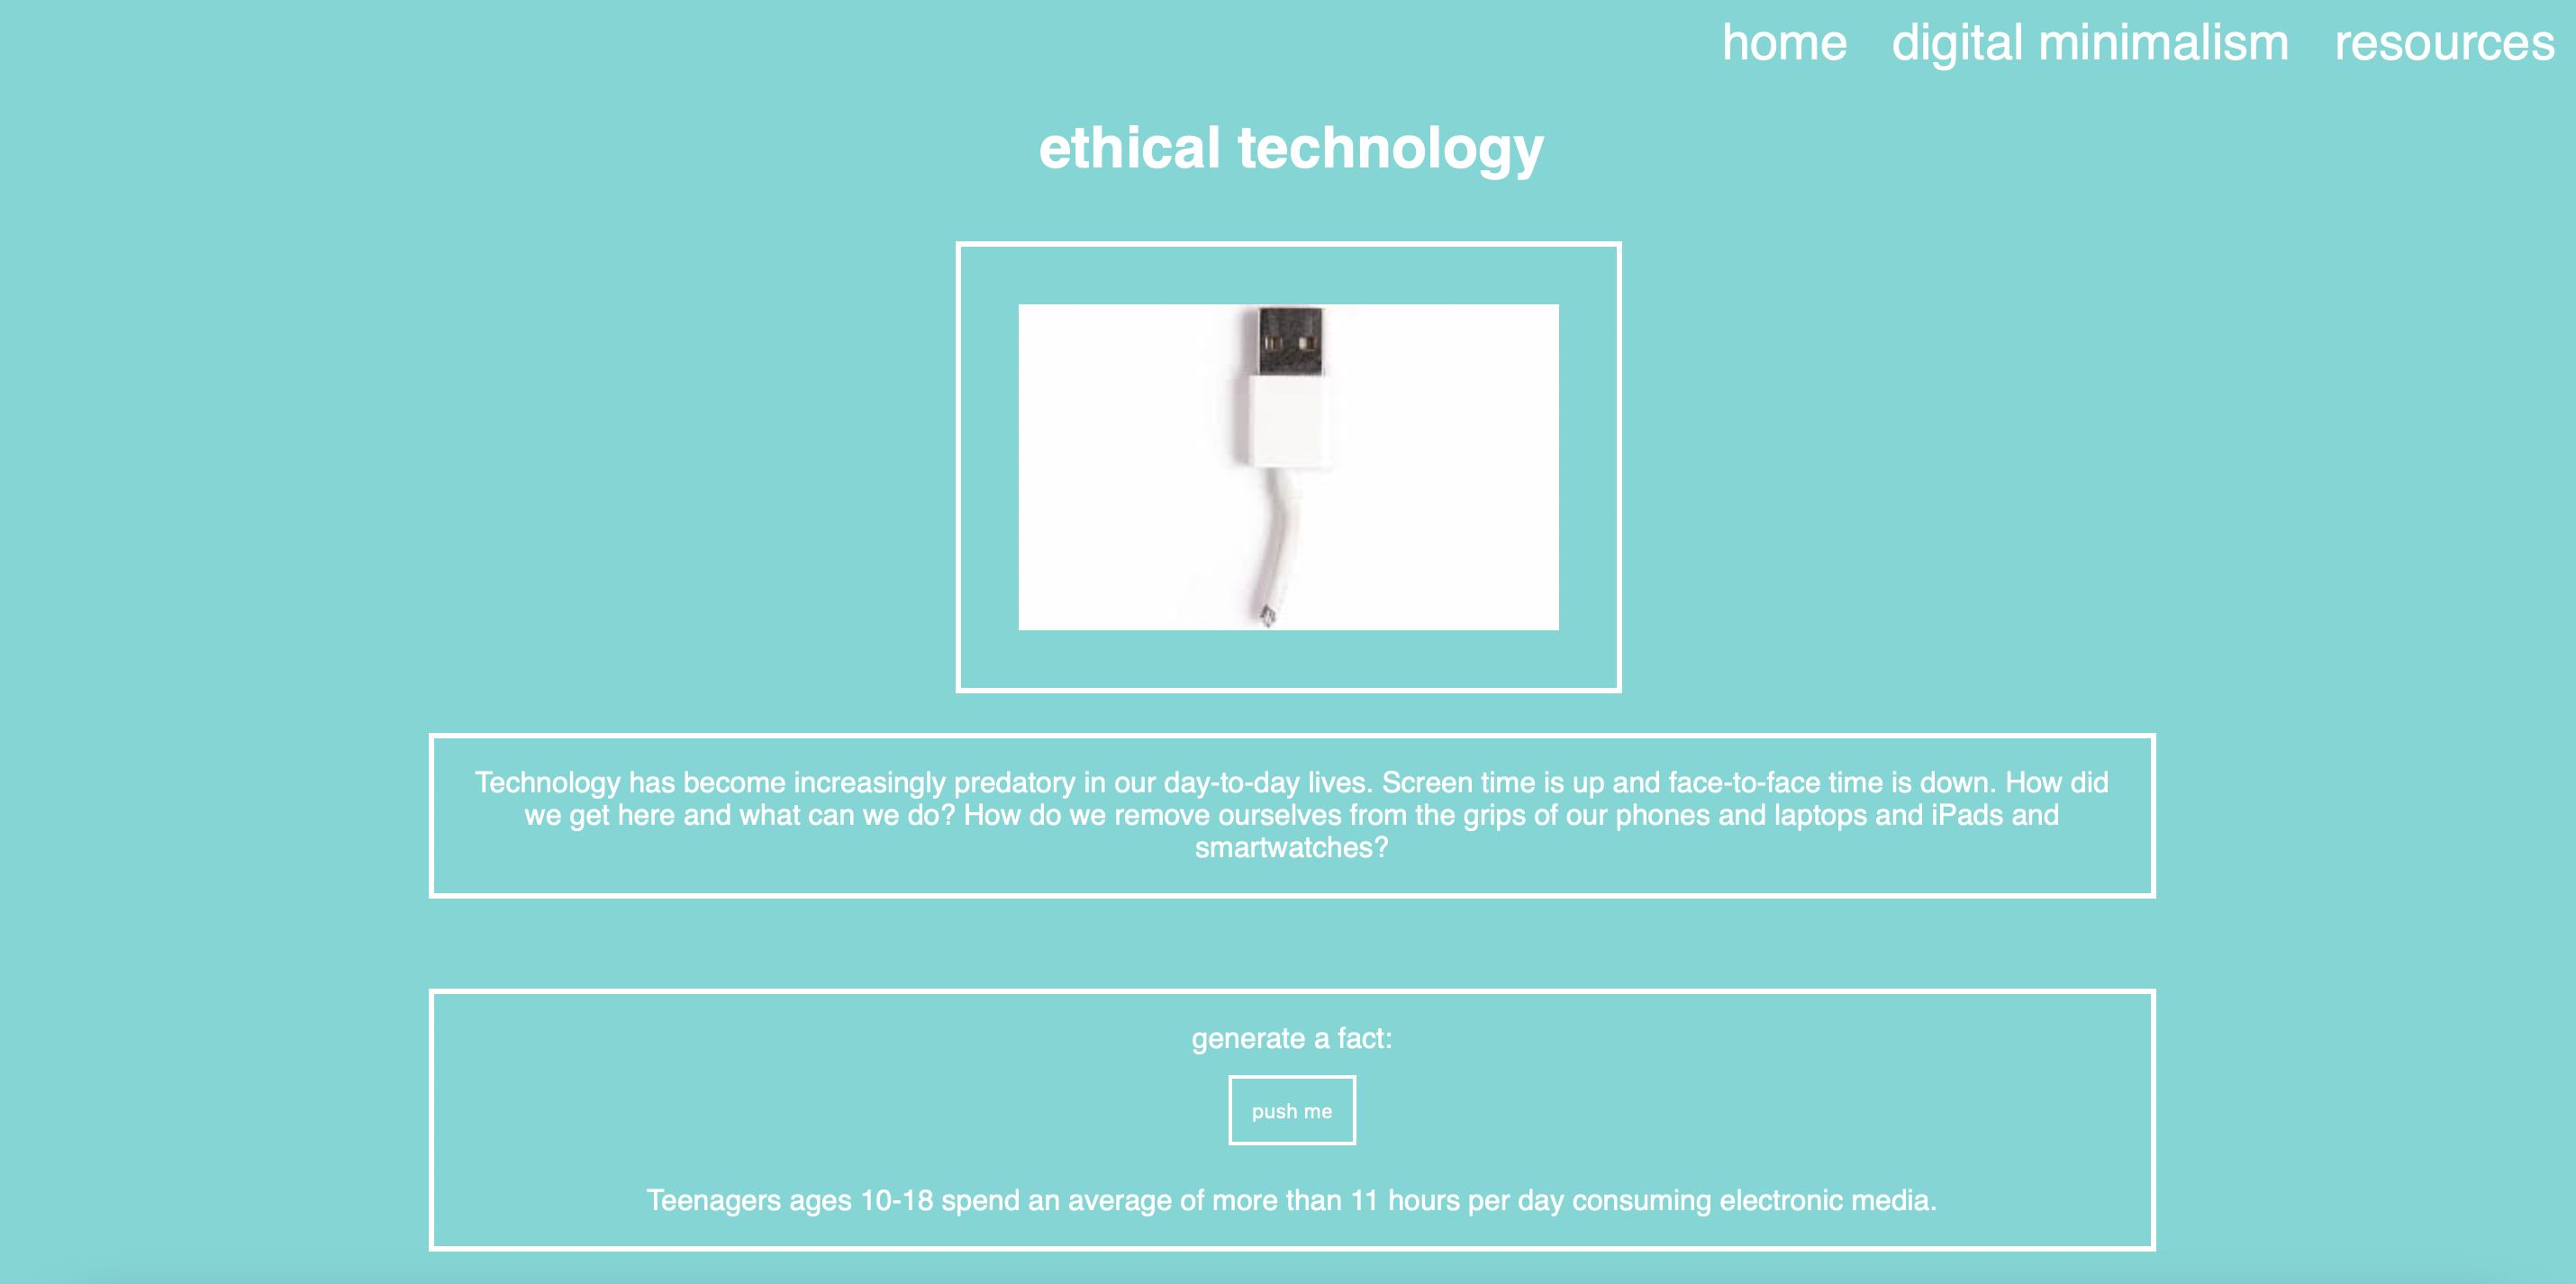 home digital minimalism resources
ethical technology
Technology has become increasingly predatory in our day-to-day lives. Screen time is up and face-to-face time is down. How did
we get here and what can we do? How do we remove ourselves from the grips of our phones and laptops and iPads and
smartwatches?
generate a fact:
push me
Teenagers ages 10-18 spend an average of more than 11 hours per day consuming electronic media.